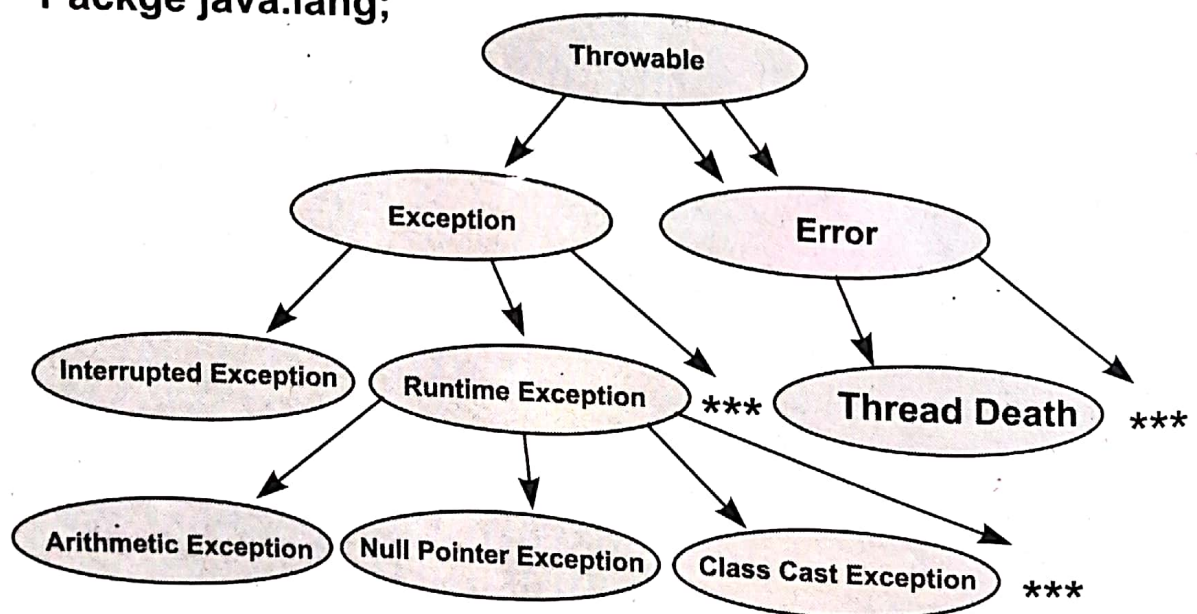 Packge java.lang;
Throwable
Exception
Error
Interrupted Exception
Runtime Exception
***
Thread Death
***
Arithmetic Exception
Null Pointer Exception
Class Cast Exception
***